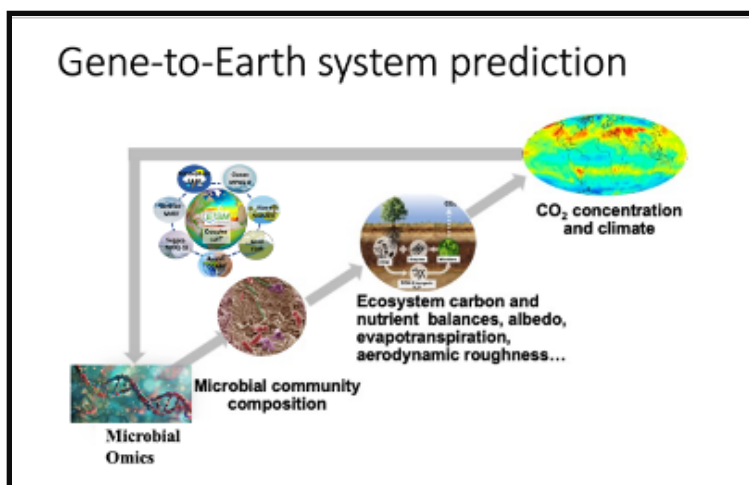 Gene-to-Earth system prediction
CO₂ concentration
and climate
CO₂
Ecosystem carbon and
nutrient balances, albedo,
evapotranspiration,
aerodynamic roughness…
Microbial community
composition
Microbial
Omics